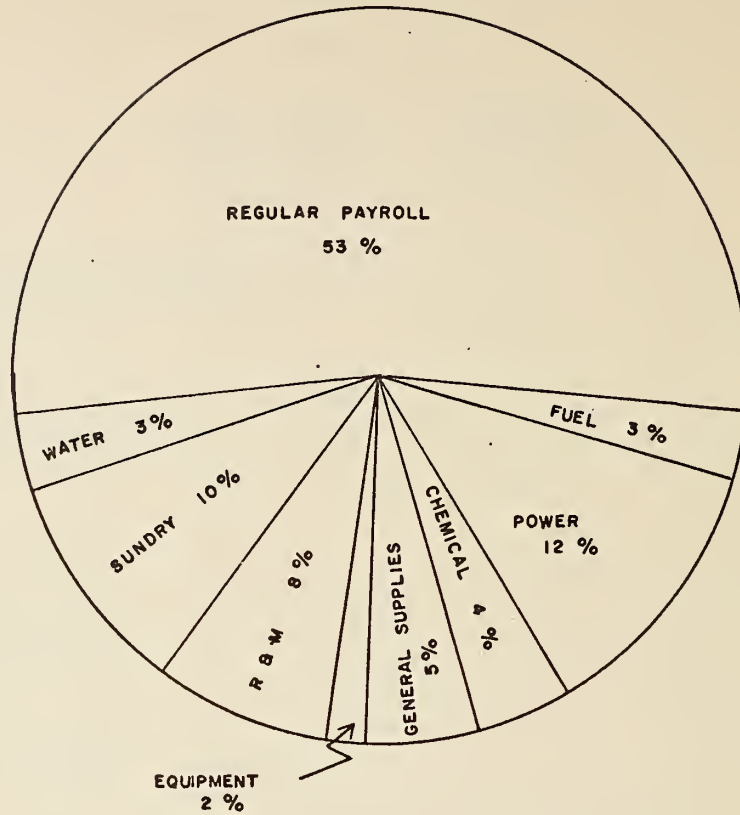 REGULAR PAYROLL
53 %
WATER 3%
FUEL 3%
SUNDRY 10%
POWER
12 %
R & M 8%
GENERAL SUPPLIES
5%
CHEMICAL 4
%
EQUIPMENT
2 %